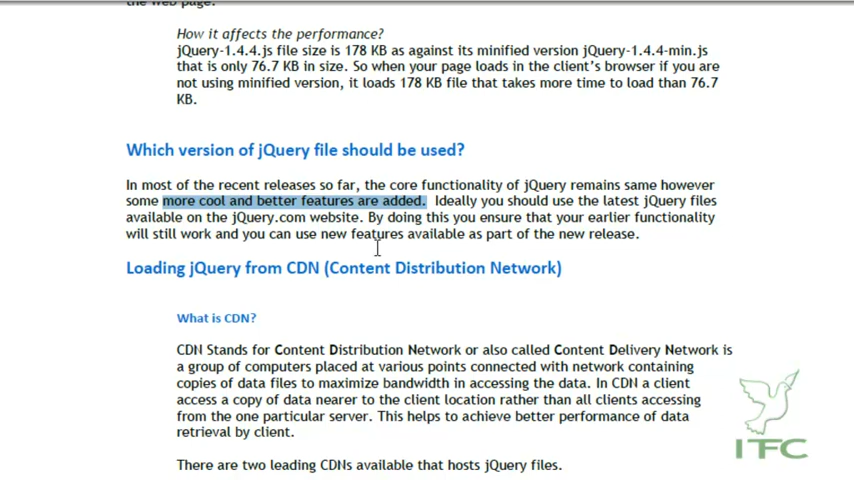 the web page.
How it affects the performance?
jQuery-1.4.4.js file size is 178 KB as against its minified version jQuery-1.4.4-min.js
that is only 76.7 KB in size. So when your page loads in the client's browser if you are
not using minified version, it loads 178 KB file that takes more time to load than 76.7
KB.
Which version of jQuery file should be used?
In most of the recent releases so far, the core functionality of jQuery remains same however
some more cool and better features are added. Ideally you should use the latest jQuery files
available on the jQuery.com website. By doing this you ensure that your earlier functionality
will still work and you can use new features available as part of the new release.
Loading jQuery from CDN (Content Distribution Network)
What is CDN?
CDN Stands for Content Distribution Network or also called Content Delivery Network is
a group of computers placed at various points connected with network containing
copies of data files to maximize bandwidth in accessing the data. In CDN a client
access a copy of data nearer to the client location rather than all clients accessing
from the one particular server. This helps to achieve better performance of data
retrieval by client.
There are two leading CDNs available that hosts jQuery files.
ITFC